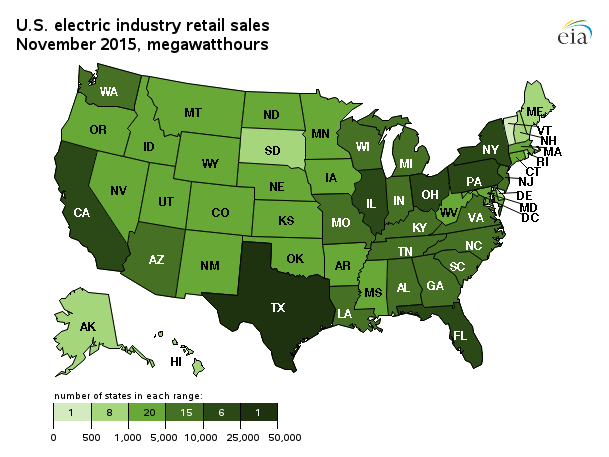 U.S. electric industry retail sales
November 2015, megawatthours
eia
WA
MT
ND
MN
OR
ID
SD
WI
MI
NY
ME
VT
NH
MA
RI
CT
NJ
DE
MD
DC
WY
IA
NE
PA
NV
UT
CO
IL
IN
OH
WV
VA
CA
KS
MO
KY
AZ
NM
OK
AR
TN
NC
SC
TX
MS
AL
GA
LA
FL
AK
HI
number of states in each range:
1 8 20 15 6 1
0 500 1,000 5,000 10,000 25,000 50,000